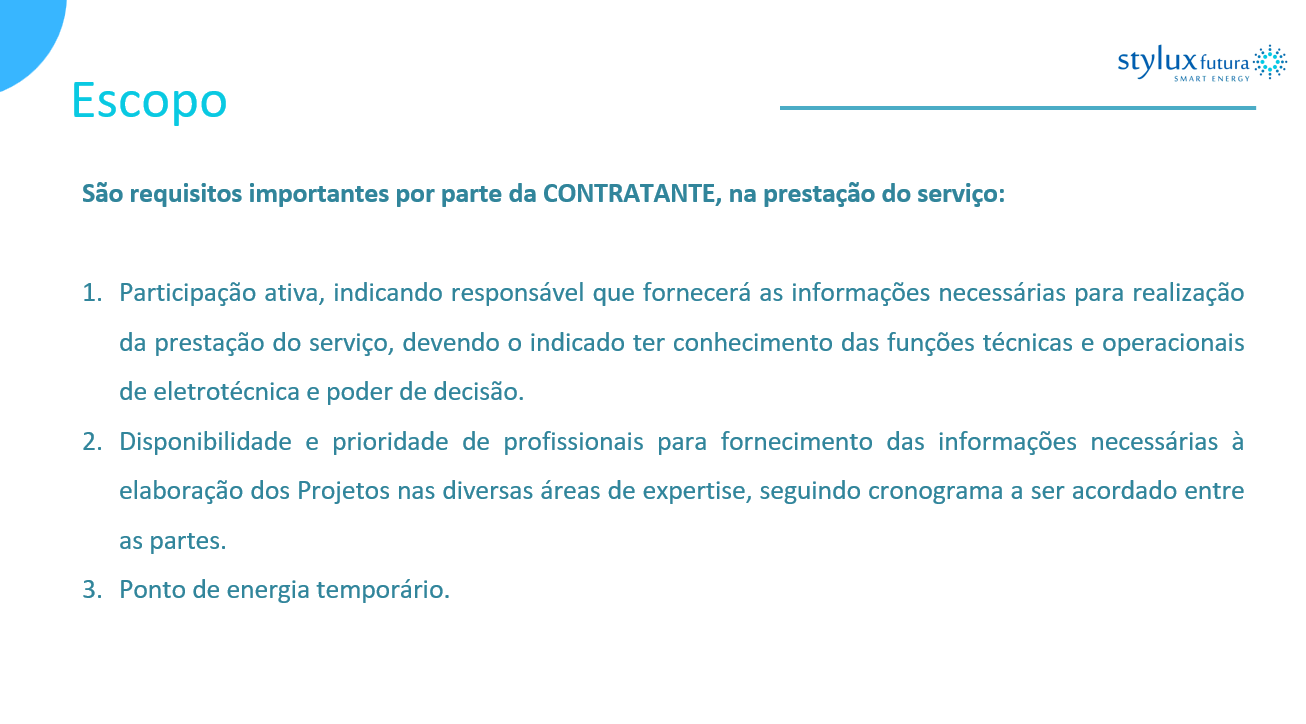 stylux futura
SMART ENERGY
Escopo
São requisitos importantes por parte da CONTRATANTE, na prestação do serviço:
1. Participação ativa, indicando responsável que fornecerá as informações necessárias para realização
da prestação do serviço, devendo o indicado ter conhecimento das funções técnicas e operacionais
de eletrotécnica e poder de decisão.
2. Disponibilidade e prioridade de profissionais para fornecimento das informações necessárias à
elaboração dos Projetos nas diversas áreas de expertise, seguindo cronograma a ser acordado entre
as partes.
3. Ponto de energia temporário.